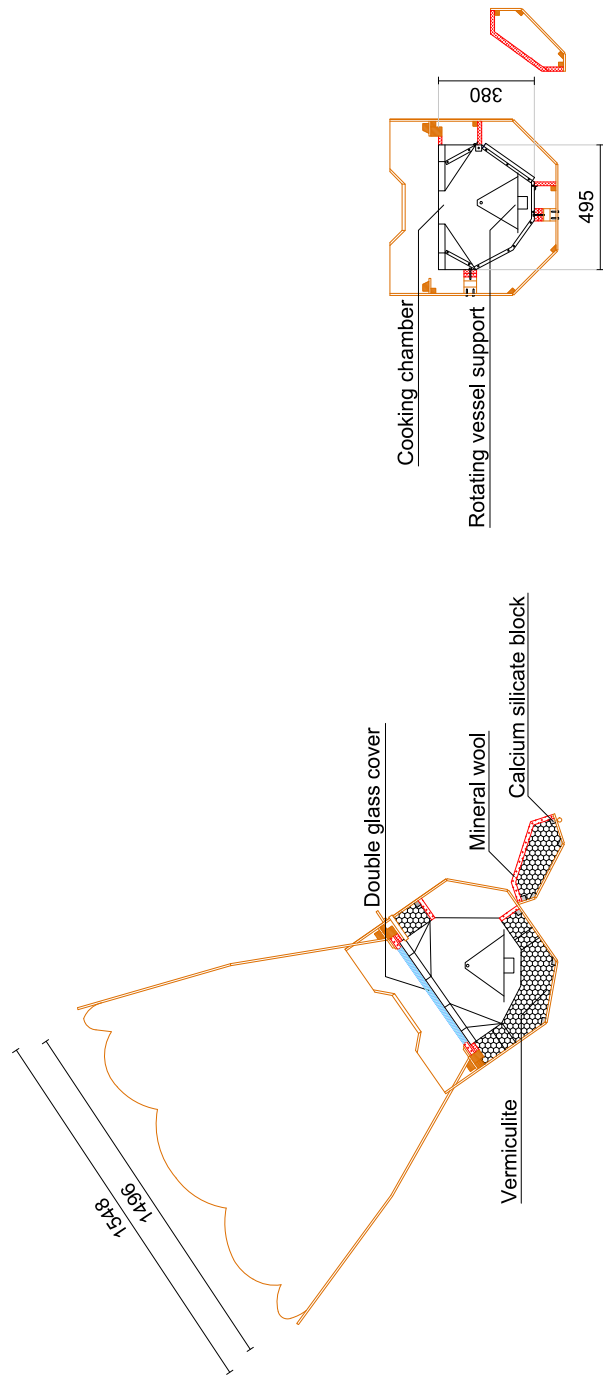 1548
1496
Double glass cover
Mineral wool
Calcium silicate block
Vermiculite
Cooking chamber
Rotating vessel support
380
495